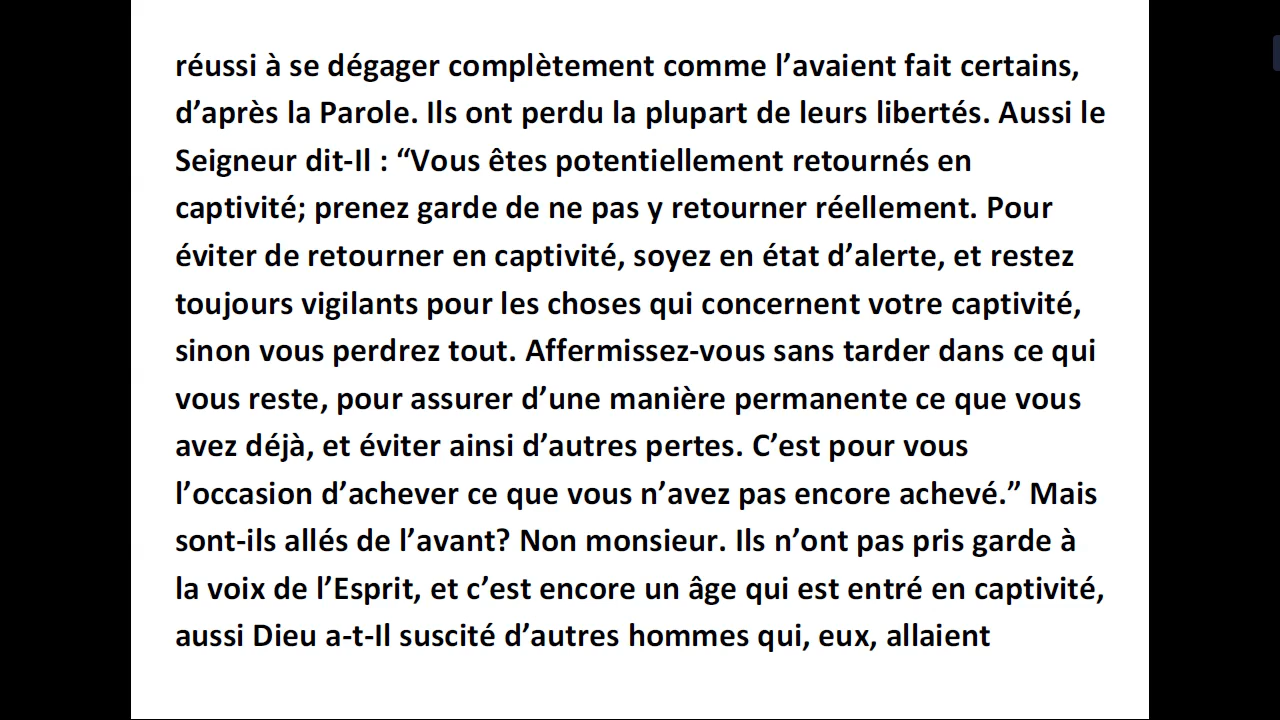 réussi à se dégager complètement comme l’avaient fait certains,
d’après la Parole. Ils ont perdu la plupart de leurs libertés. Aussi le
Seigneur dit-Il : “Vous êtes potentiellement retournés en
captivité; prenez garde de ne pas y retourner réellement. Pour
éviter de retourner en captivité, soyez en état d’alerte, et restez
toujours vigilants pour les choses qui concernent votre captivité,
sinon vous perdrez tout. Affermissez-vous sans tarder dans ce qui
vous reste, pour assurer d’une manière permanente ce que vous
avez déjà, et éviter ainsi d’autres pertes. C’est pour vous
l’occasion d’achever ce que vous n’avez pas encore achevé.” Mais
sont-ils allés de l’avant? Non monsieur. Ils n’ont pas pris garde à
la voix de l’Esprit, et c’est encore un âge qui est entré en captivité,
aussi Dieu a-t-Il suscité d’autres hommes qui, eux, allaient